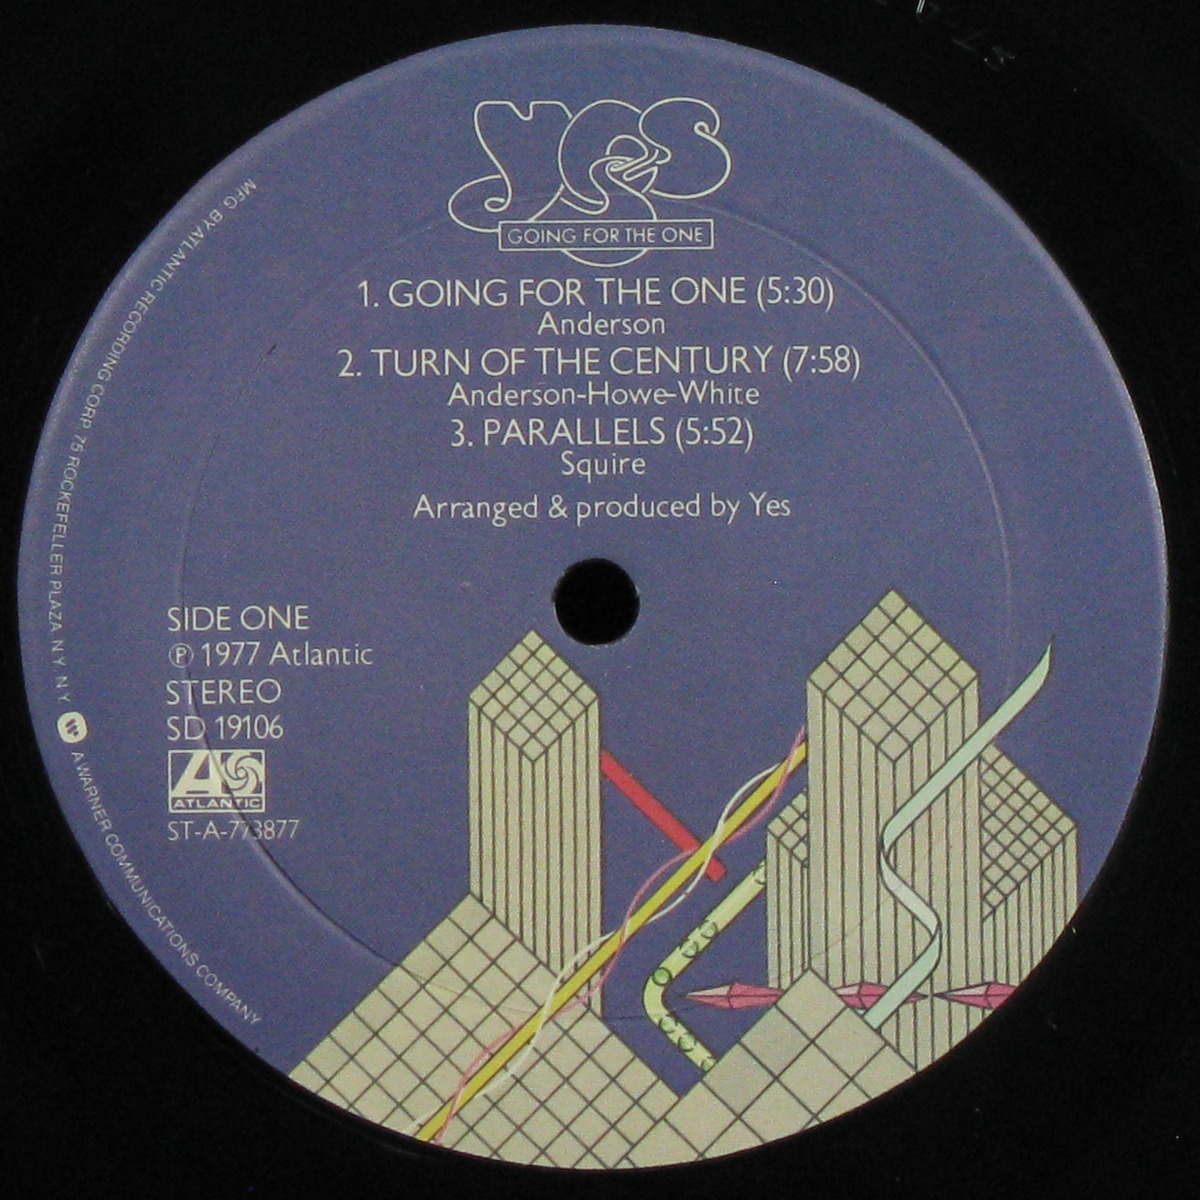 YES
GOING FOR THE ONE
1. GOING FOR THE ONE (5:30)
Anderson
2. TURN OF THE CENTURY (7:58)
Anderson-Howe-White
3. PARALLELS (5:52)
Squire
Arranged & produced by Yes
SIDE ONE
℗ 1977 Atlantic
STEREO
SD 19106
ATLANTIC
ST-A-773877
MFG. BY ATLANTIC RECORDING CORP. 75 ROCKEFELLER PLAZA N.Y. N.Y.
A WARNER COMMUNICATIONS COMPANY